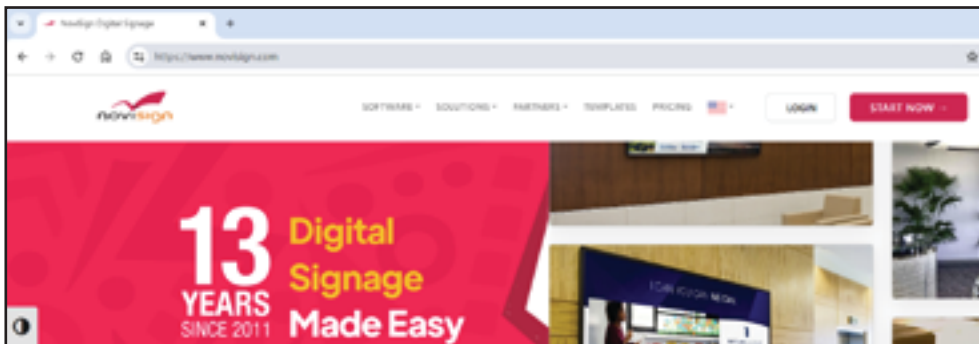 NoviSign Digital Signage
https://www.novisign.com
novisign
SOFTWARE SOLUTIONS PARTNERS TEMPLATES PRICING LOGIN START NOW →
13
YEARS
SINCE 2011
Digital
Signage
Made Easy